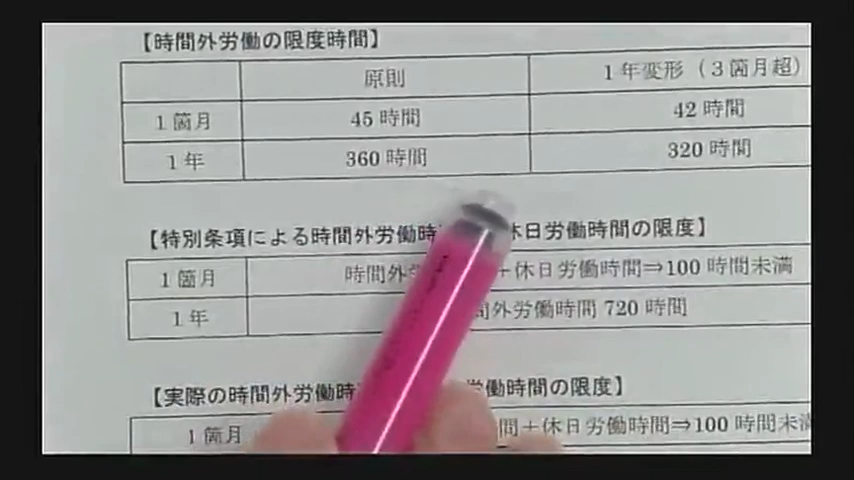 【時間外労働の限度時間】
原則 1年変形（3箇月超）
1箇月 45時間 42時間
1年 360時間 320時間
【特別条項による時間外労働時 休日労働時間の限度】
1箇月 時間外労 ＋休日労働時間⇒100時間未満
1年 間外労働時間720時間
【実際の時間外労働時 労働時間の限度】
1箇月 間＋休日労働時間⇒100時間未満